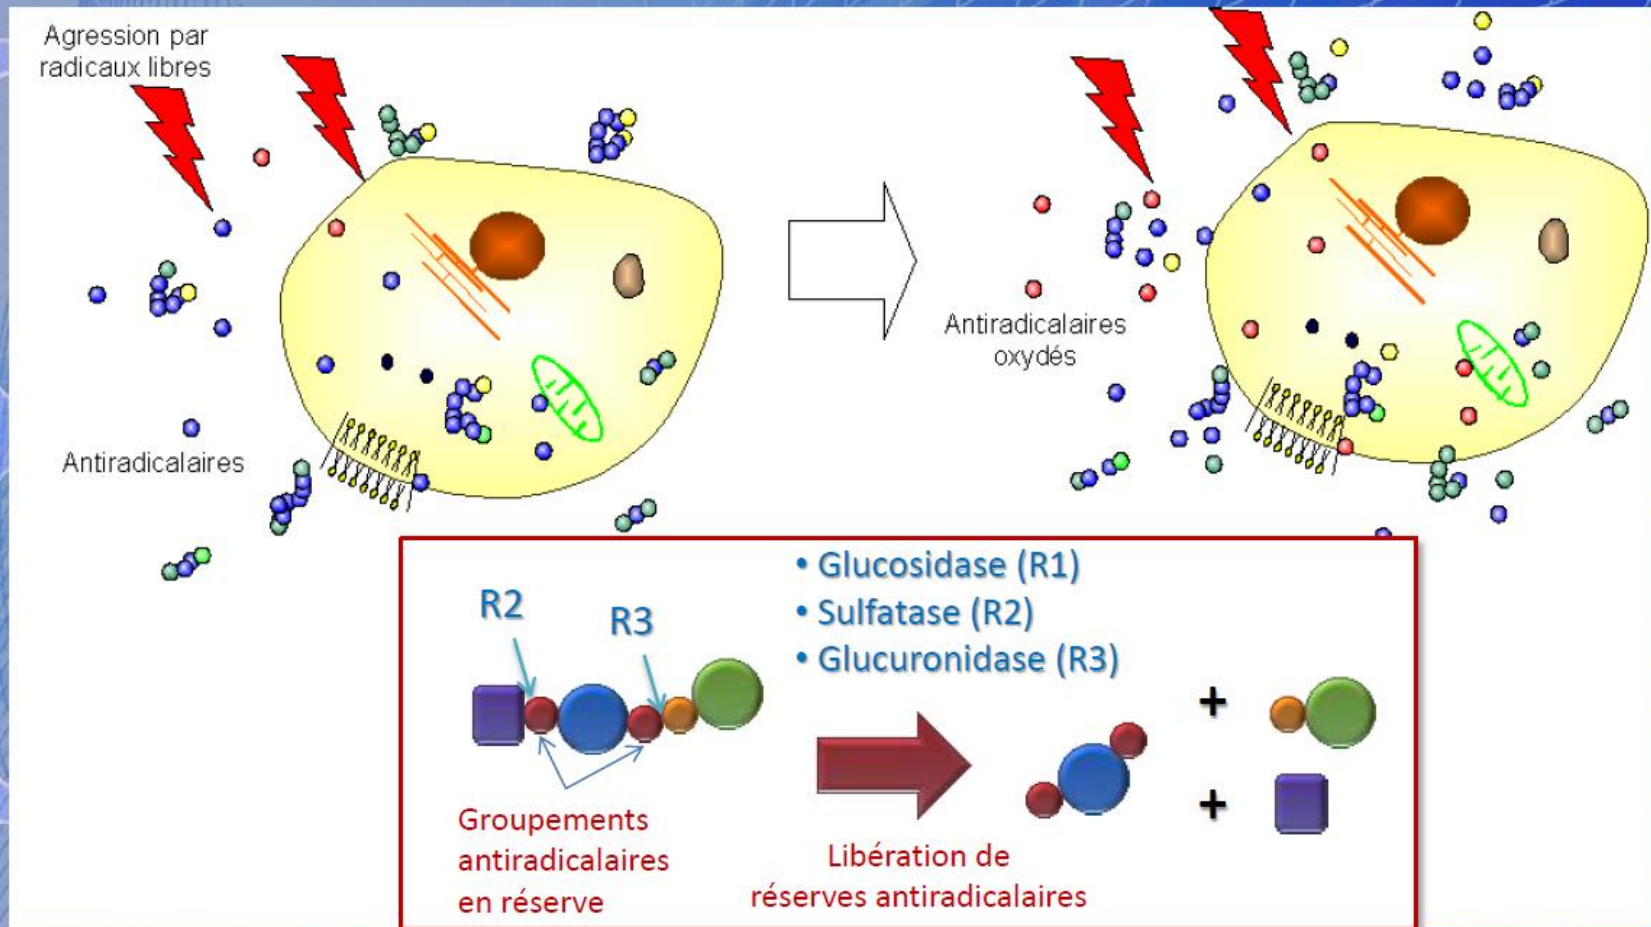 Agression par
radicaux libres
Antiradicalaires
oxydés
Antiradicalaires
• Glucosidase (R1)
• Sulfatase (R2)
• Glucuronidase (R3)
R2
R3
+
+
Groupements
antiradicalaires
en réserve
Libération de
réserves antiradicalaires